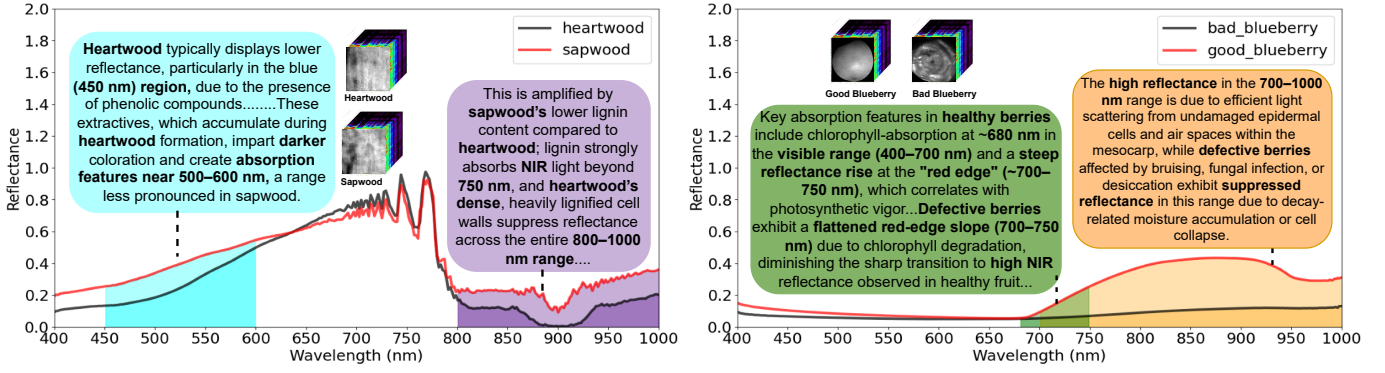 2.0
1.8
1.6
1.4
1.2
1.0
0.8
0.6
0.4
0.2
0.0
Reflectance
400
450
500
550
600
650
700
750
800
850
900
950
1000
Wavelength (nm)
heartwood
sapwood
Heartwood typically displays lower
reflectance, particularly in the blue
(450 nm) region, due to the presence
of phenolic compounds........These
extractives, which accumulate during
heartwood formation, impart darker
coloration and create absorption
features near 500–600 nm, a range
less pronounced in sapwood.
Heartwood
Sapwood
This is amplified by
sapwood's lower lignin
content compared to
heartwood; lignin strongly
absorbs NIR light beyond
750 nm, and heartwood's
dense, heavily lignified cell
walls suppress reflectance
across the entire 800–1000
nm range....
2.0
1.8
1.6
1.4
1.2
1.0
0.8
0.6
0.4
0.2
0.0
Reflectance
400
450
500
550
600
650
700
750
800
850
900
950
1000
Wavelength (nm)
bad_blueberry
good_blueberry
Good Blueberry
Bad Blueberry
Key absorption features in healthy berries
include chlorophyll-absorption at ~680 nm in
the visible range (400–700 nm) and a steep
reflectance rise at the "red edge" (~700–
750 nm), which correlates with
photosynthetic vigor...Defective berries
exhibit a flattened red-edge slope (700–750
nm) due to chlorophyll degradation,
diminishing the sharp transition to high NIR
reflectance observed in healthy fruit...
The high reflectance in the 700–1000
nm range is due to efficient light
scattering from undamaged epidermal
cells and air spaces within the
mesocarp, while defective berries
affected by bruising, fungal infection, or
desiccation exhibit suppressed
reflectance in this range due to decay-
related moisture accumulation or cell
collapse.